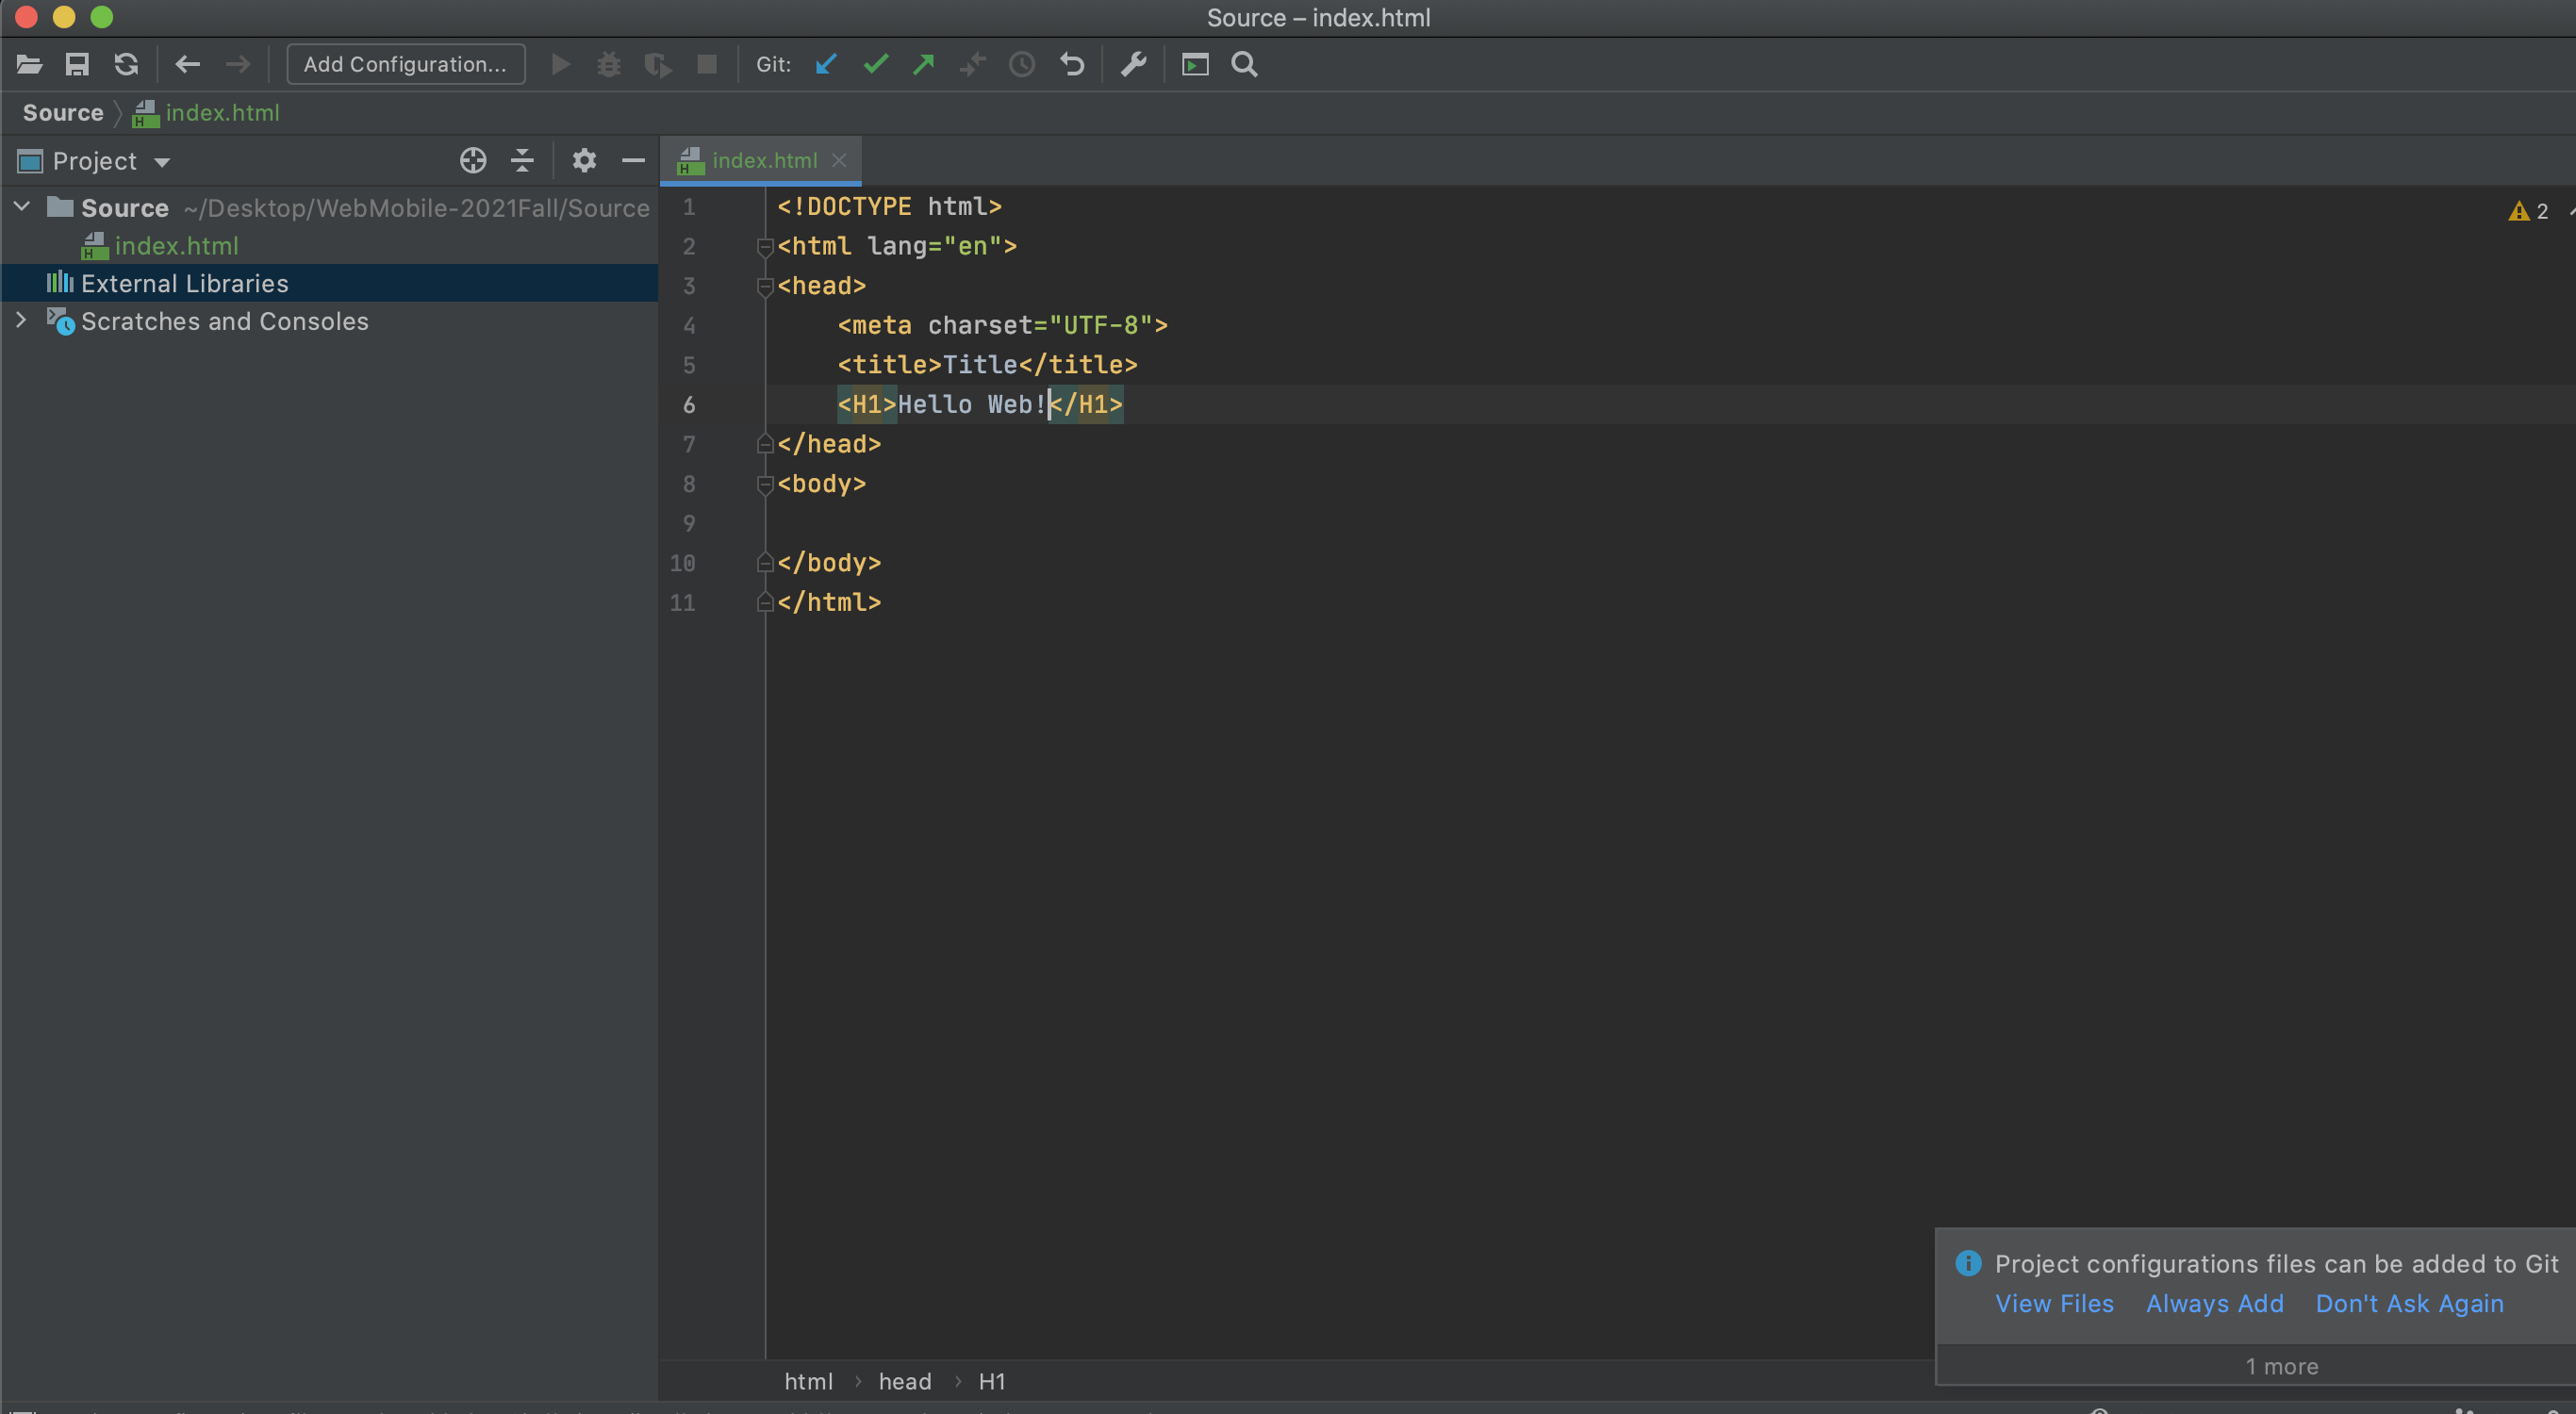 Source – index.html
Add Configuration... Git:
Source index.html
Project
index.html
Source ~/Desktop/WebMobile-2021Fall/Source
index.html
External Libraries
Scratches and Consoles
1 <!DOCTYPE html>
2 <html lang="en">
3 <head>
4 <meta charset="UTF-8">
5 <title>Title</title>
6 <H1>Hello Web!</H1>
7 </head>
8 <body>
9
10 </body>
11 </html>
2
Project configurations files can be added to Git
View Files Always Add Don't Ask Again
1 more
html › head › H1